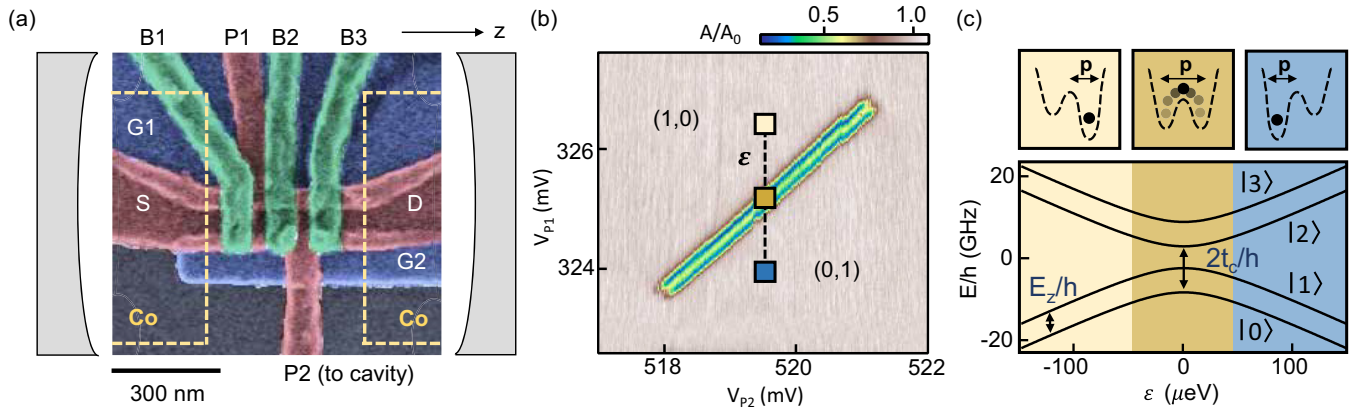 (a)
B1 P1 B2 B3 z
G1
S
D
G2
Co
Co
300 nm
P2 (to cavity)
(b)
A/A₀
0.5 1.0
(1,0)
ε
(0,1)
326
324
V_P1 (mV)
518 520 522
V_P2 (mV)
(c)
p p p
20
0
-20
E/h (GHz)
|3⟩
|2⟩
2t_c/h
|1⟩
E_z/h
|0⟩
-100 0 100
ε (μeV)